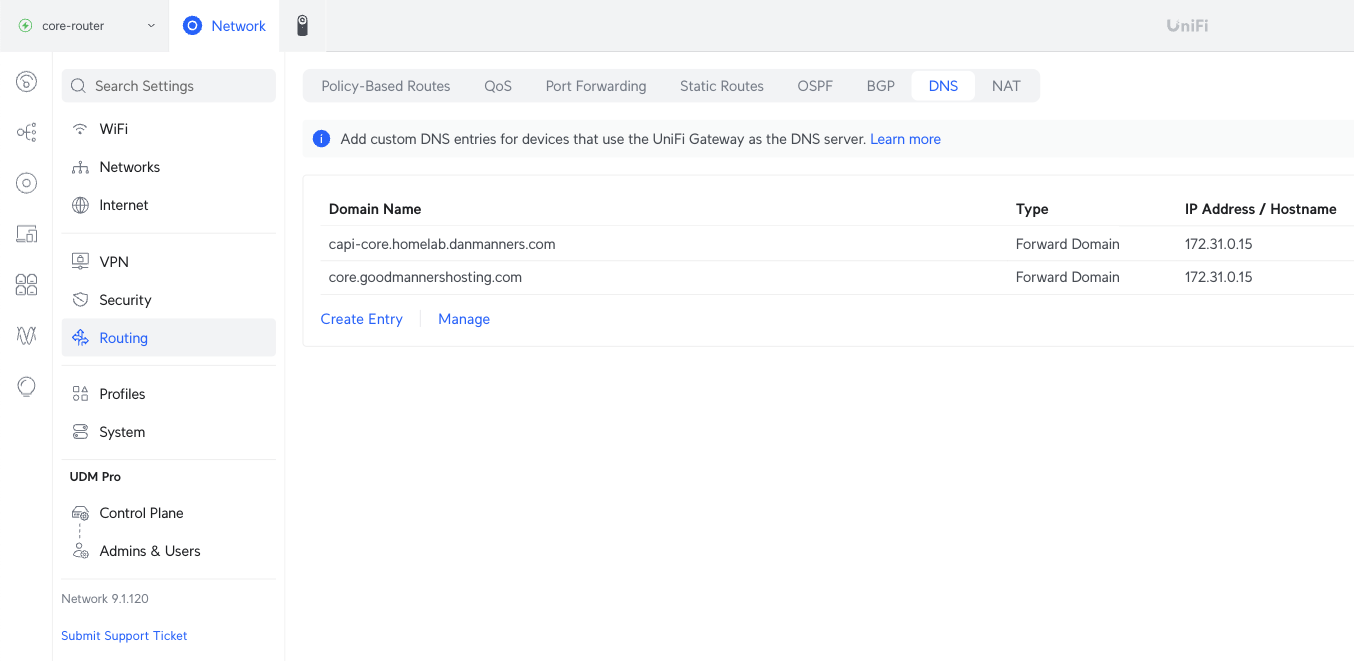 core-router
Network
UniFi
Search Settings
WiFi
Networks
Internet
VPN
Security
Routing
Profiles
System
UDM Pro
Control Plane
Admins & Users
Network 9.1.120
Submit Support Ticket
Policy-Based Routes QoS Port Forwarding Static Routes OSPF BGP DNS NAT
Add custom DNS entries for devices that use the UniFi Gateway as the DNS server. Learn more
Domain Name Type IP Address / Hostname
capi-core.homelab.danmanners.com Forward Domain 172.31.0.15
core.goodmannershosting.com Forward Domain 172.31.0.15
Create Entry Manage